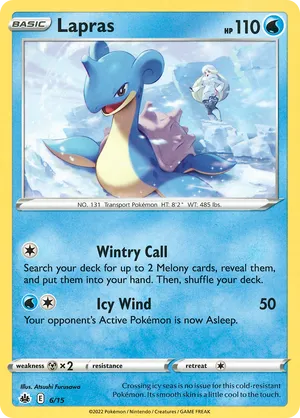 BASIC
Lapras
HP 110
NO. 131 Transport Pokémon HT: 8'2" WT: 485 lbs.
Wintry Call
Search your deck for up to 2 Melony cards, reveal them,
and put them into your hand. Then, shuffle your deck.
Icy Wind 50
Your opponent's Active Pokémon is now Asleep.
weakness ×2 resistance retreat
Illus. Atsushi Furusawa
E 6/15
Crossing icy seas is no issue for this cold-resistant
Pokémon. Its smooth skin is a little cool to the touch.
©2022 Pokémon / Nintendo / Creatures / GAME FREAK